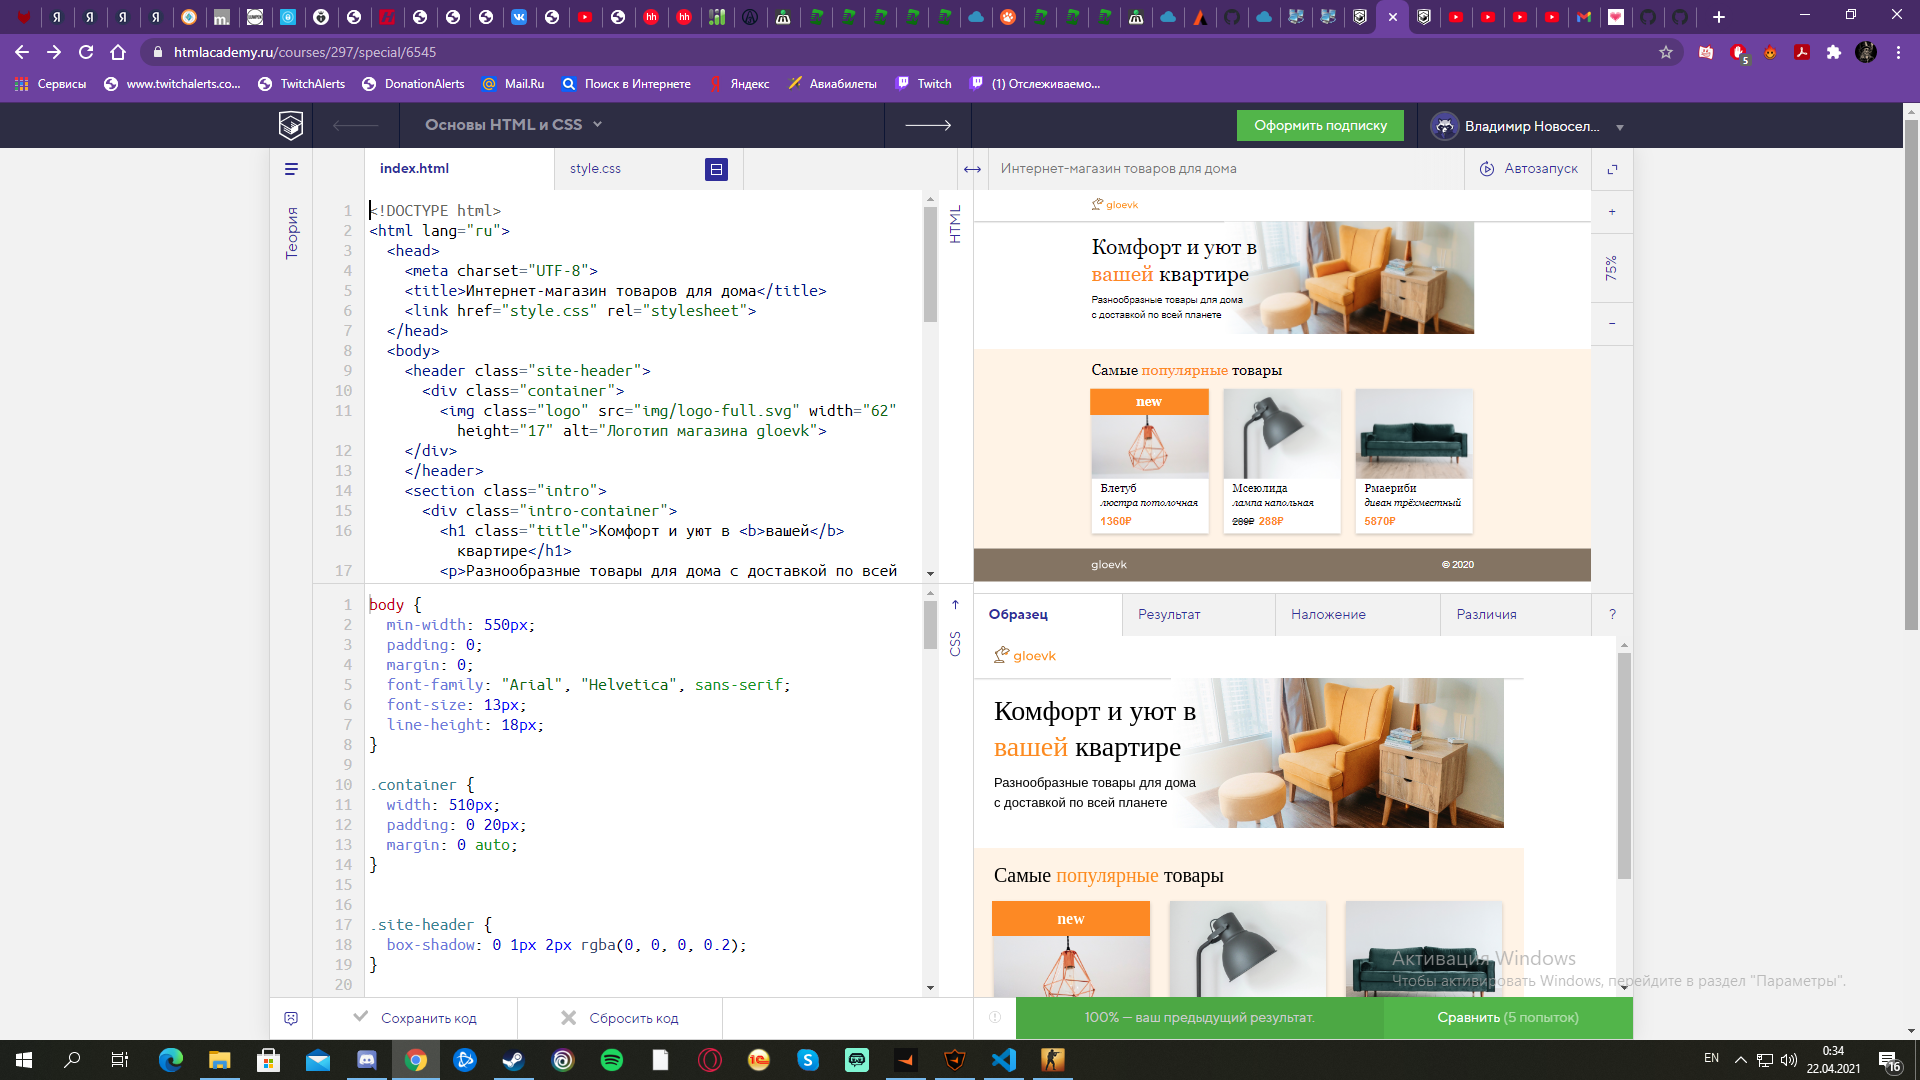 htmlacademy.ru/courses/297/special/6545
Сервисы
www.twitchalerts.co...
TwitchAlerts
DonationAlerts
Mail.Ru
Поиск в Интернете
Яндекс
Авиабилеты
Twitch
(1) Отслеживаемо...
Основы HTML и CSS
Оформить подписку
Владимир Новосел...
Теория
index.html
style.css
Интернет-магазин товаров для дома
Автозапуск
1 <!DOCTYPE html>
2 <html lang="ru">
3 <head>
4 <meta charset="UTF-8">
5 <title>Интернет-магазин товаров для дома</title>
6 <link href="style.css" rel="stylesheet">
7 </head>
8 <body>
9 <header class="site-header">
10 <div class="container">
11 <img class="logo" src="img/logo-full.svg" width="62"
height="17" alt="Логотип магазина gloevk">
12 </div>
13 </header>
14 <section class="intro">
15 <div class="intro-container">
16 <h1 class="title">Комфорт и уют в <b>вашей</b>
квартире</h1>
17 <p>Разнообразные товары для дома с доставкой по всей
HTML
1 body {
2 min-width: 550px;
3 padding: 0;
4 margin: 0;
5 font-family: "Arial", "Helvetica", sans-serif;
6 font-size: 13px;
7 line-height: 18px;
8 }
9
10 .container {
11 width: 510px;
12 padding: 0 20px;
13 margin: 0 auto;
14 }
15
16
17 .site-header {
18 box-shadow: 0 1px 2px rgba(0, 0, 0, 0.2);
19 }
20
CSS
gloevk
Комфорт и уют в
вашей квартире
Разнообразные товары для дома
с доставкой по всей планете
Самые популярные товары
new
Блетуб
люстра потолочная
1360₽
Мсеюлида
лампа напольная
289₽ 288₽
Рмаериби
диван трёхместный
5870₽
gloevk
© 2020
+
75%
−
Образец
Результат
Наложение
Различия
?
gloevk
Комфорт и уют в
вашей квартире
Разнообразные товары для дома
с доставкой по всей планете
Самые популярные товары
new
Активация Windows
Чтобы активировать Windows, перейдите в раздел "Параметры".
Сохранить код
Сбросить код
100% — ваш предыдущий результат.
Сравнить (5 попыток)
EN
0:34
22.04.2021
16